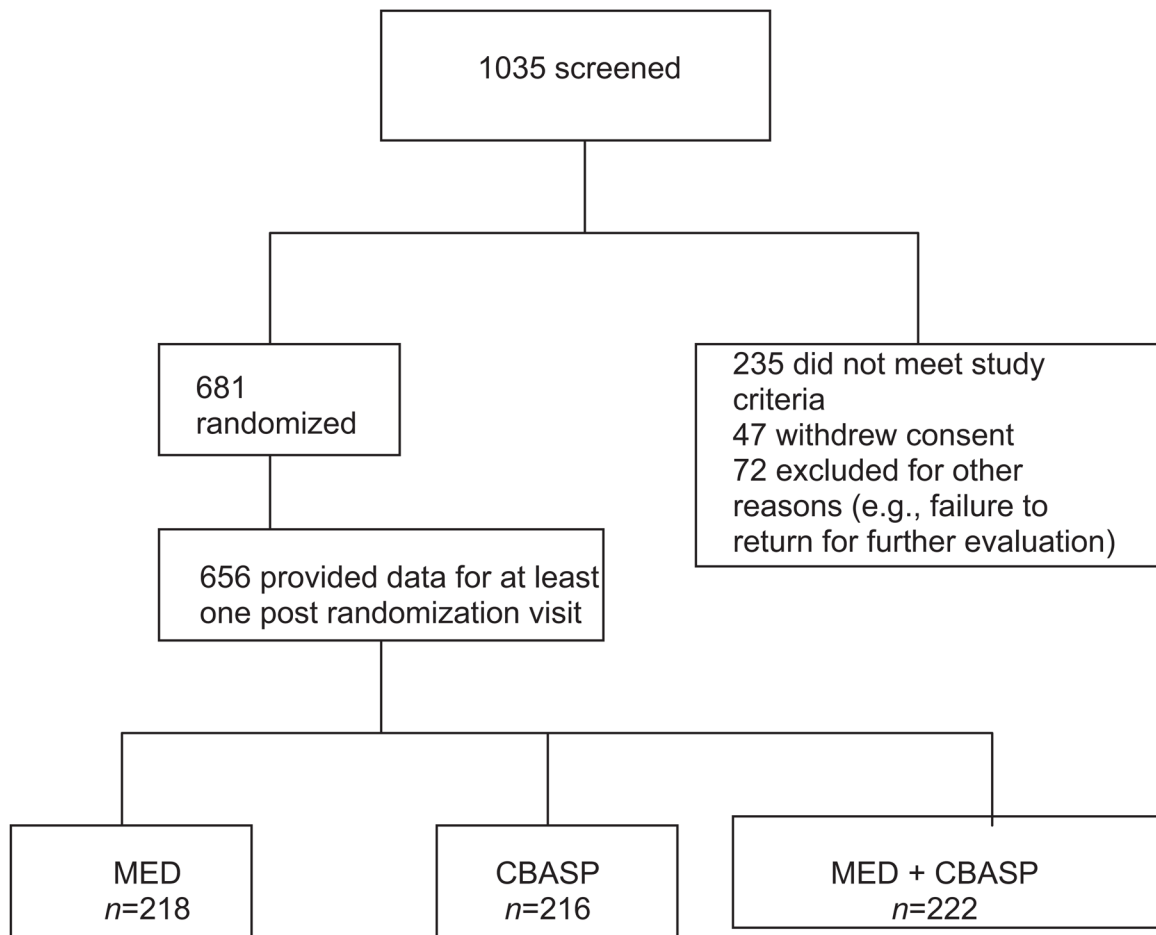 1035 screened
681
randomized
235 did not meet study
criteria
47 withdrew consent
72 excluded for other
reasons (e.g., failure to
return for further evaluation)
656 provided data for at least
one post randomization visit
MED
n=218
CBASP
n=216
MED + CBASP
n=222